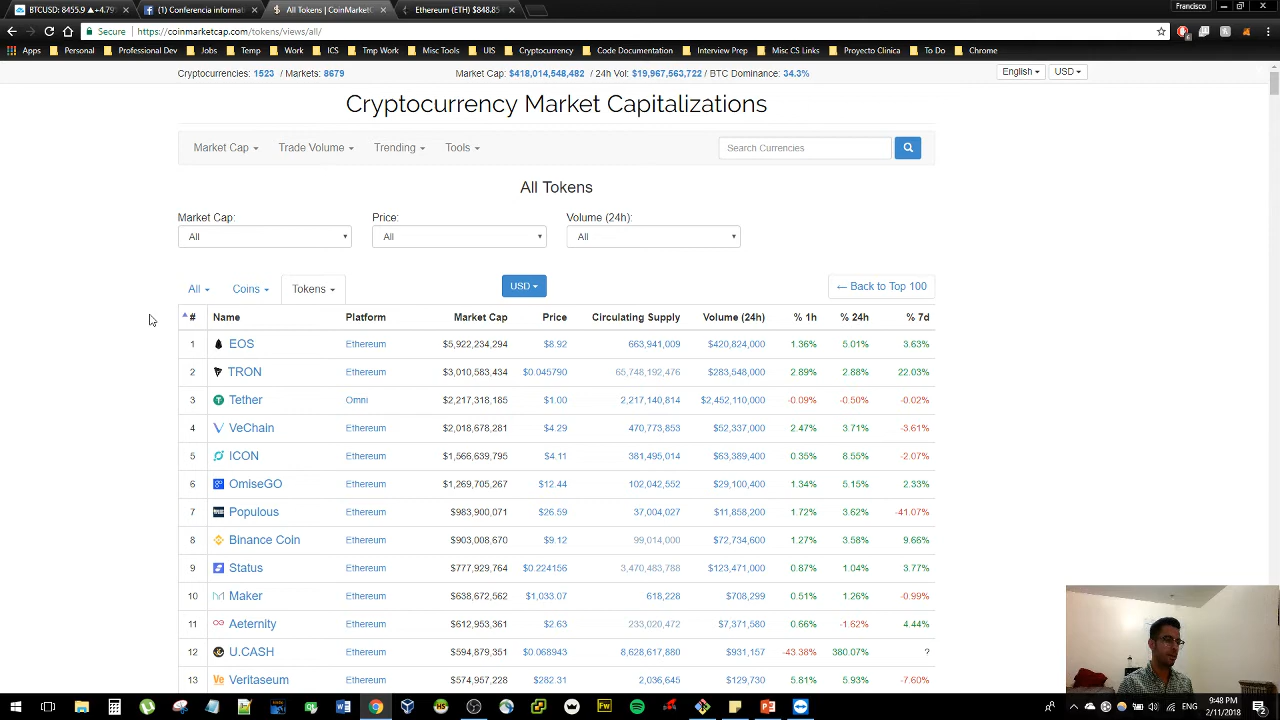 BTCUSD: 8455.9 ▲+4.79
(1) Conferencia informat
All Tokens | CoinMarketC
Ethereum (ETH) $848.85
Francisco
Secure https://coinmarketcap.com/tokens/views/all/
Apps Personal Professional Dev Jobs Temp Work ICS Tmp Work Misc Tools UIS Cryptocurrency Code Documentation Interview Prep Misc CS Links Proyecto Clinica To Do Chrome
Cryptocurrencies: 1523 / Markets: 8679 Market Cap: $418,014,548,482 / 24h Vol: $19,967,563,722 / BTC Dominance: 34.3% English USD
Cryptocurrency Market Capitalizations
Market Cap Trade Volume Trending Tools Search Currencies
All Tokens
Market Cap: Price: Volume (24h):
All All All
All Coins Tokens USD ← Back to Top 100
# Name Platform Market Cap Price Circulating Supply Volume (24h) % 1h % 24h % 7d
1 EOS Ethereum $5,922,234,294 $8.92 663,941,009 $420,824,000 1.36% 5.01% 3.63%
2 TRON Ethereum $3,010,583,434 $0.045790 65,748,192,476 $283,548,000 2.89% 2.88% 22.03%
3 Tether Omni $2,217,318,185 $1.00 2,217,140,814 $2,452,110,000 -0.09% -0.50% -0.02%
4 VeChain Ethereum $2,018,678,281 $4.29 470,773,853 $52,337,000 2.47% 3.71% -3.61%
5 ICON Ethereum $1,566,639,795 $4.11 381,495,014 $63,389,400 0.35% 8.55% -2.07%
6 OmiseGO Ethereum $1,269,705,267 $12.44 102,042,552 $29,100,400 1.34% 5.15% 2.33%
7 Populous Ethereum $983,900,071 $26.59 37,004,027 $11,858,200 1.72% 3.62% -41.07%
8 Binance Coin Ethereum $903,008,670 $9.12 99,014,000 $72,734,600 1.27% 3.58% 9.66%
9 Status Ethereum $777,929,764 $0.224156 3,470,483,788 $123,471,000 0.87% 1.04% 3.77%
10 Maker Ethereum $638,672,562 $1,033.07 618,228 $708,299 0.51% 1.26% -0.99%
11 Aeternity Ethereum $612,953,361 $2.63 233,020,472 $7,371,580 0.66% -1.62% 4.44%
12 U.CASH Ethereum $594,879,351 $0.068943 8,628,617,880 $931,157 -43.38% 380.07% ?
13 Veritaseum Ethereum $574,957,228 $282.31 2,036,645 $129,730 5.81% 5.93% -7.60%
ENG
9:48 PM
2/11/2018